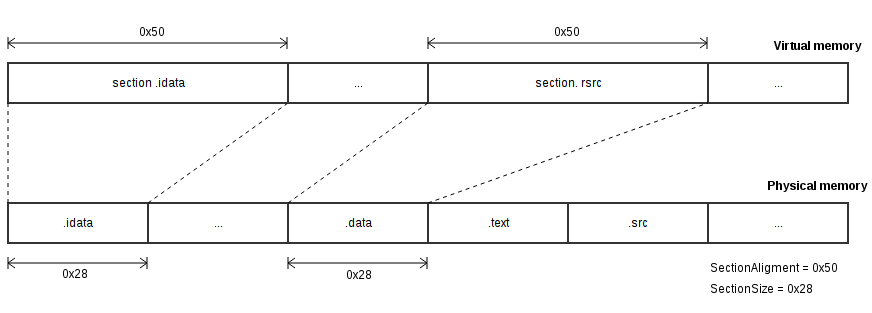 0x50
0x50
Virtual memory
section .idata
...
section. rsrc
...
Physical memory
.idata
...
.data
.text
.src
...
0x28
0x28
SectionAligment = 0x50
SectionSize = 0x28